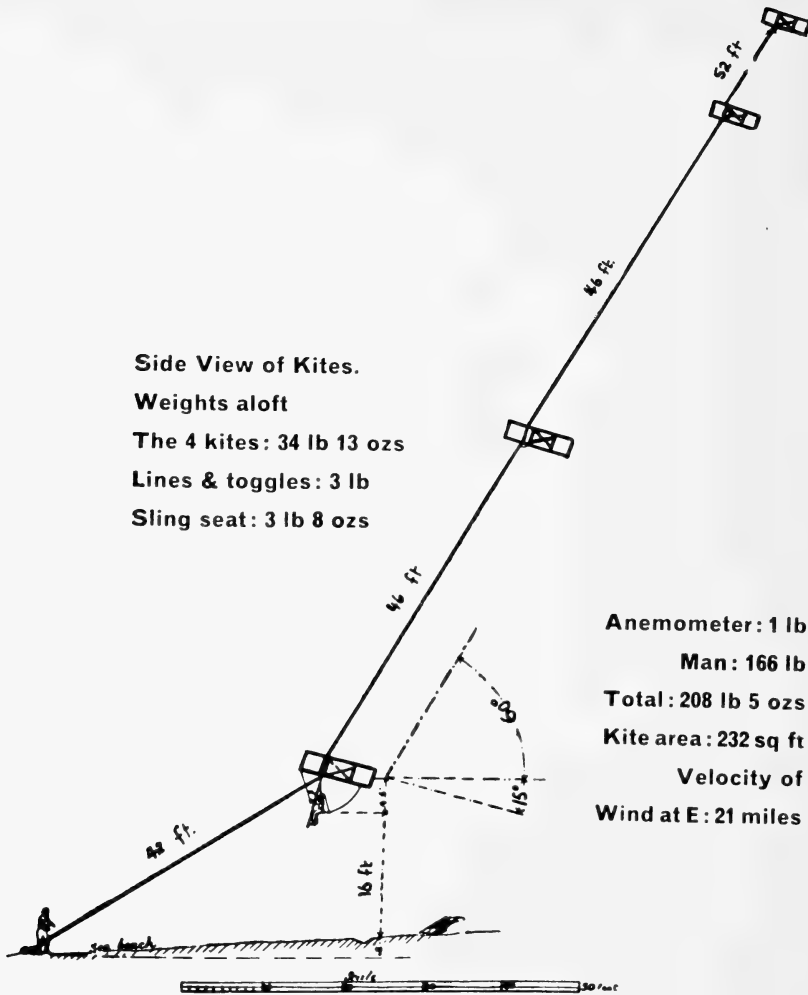 52 ft
46 ft.
Side View of Kites.
Weights aloft
The 4 kites: 34 lb 13 ozs
Lines & toggles: 3 lb
Sling seat: 3 lb 8 ozs
46 ft
Anemometer: 1 lb
Man: 166 lb
Total: 208 lb 5 ozs
Kite area: 232 sq ft
Velocity of
Wind at E: 21 miles
60°
15°
42 ft.
16 ft
Sea beach
50 feet